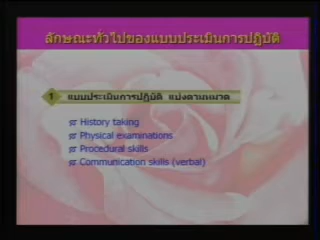 ลักษณะทั่วไปของแบบประเมินการปฏิบัติ
1 แบบประเมินการปฏิบัติ แบ่งตามหมวด
History taking
Physical examinations
Procedural skills
Communication skills (verbal)